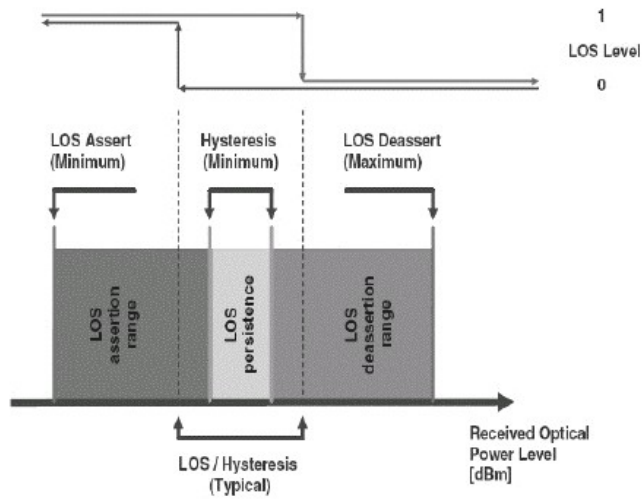 1
LOS Level
0
LOS Assert
(Minimum)
Hysteresis
(Minimum)
LOS Deassert
(Maximum)
LOS
assertion
range
LOS
persistence
LOS
deassertion
range
Received Optical
Power Level
[dBm]
LOS / Hysteresis
(Typical)